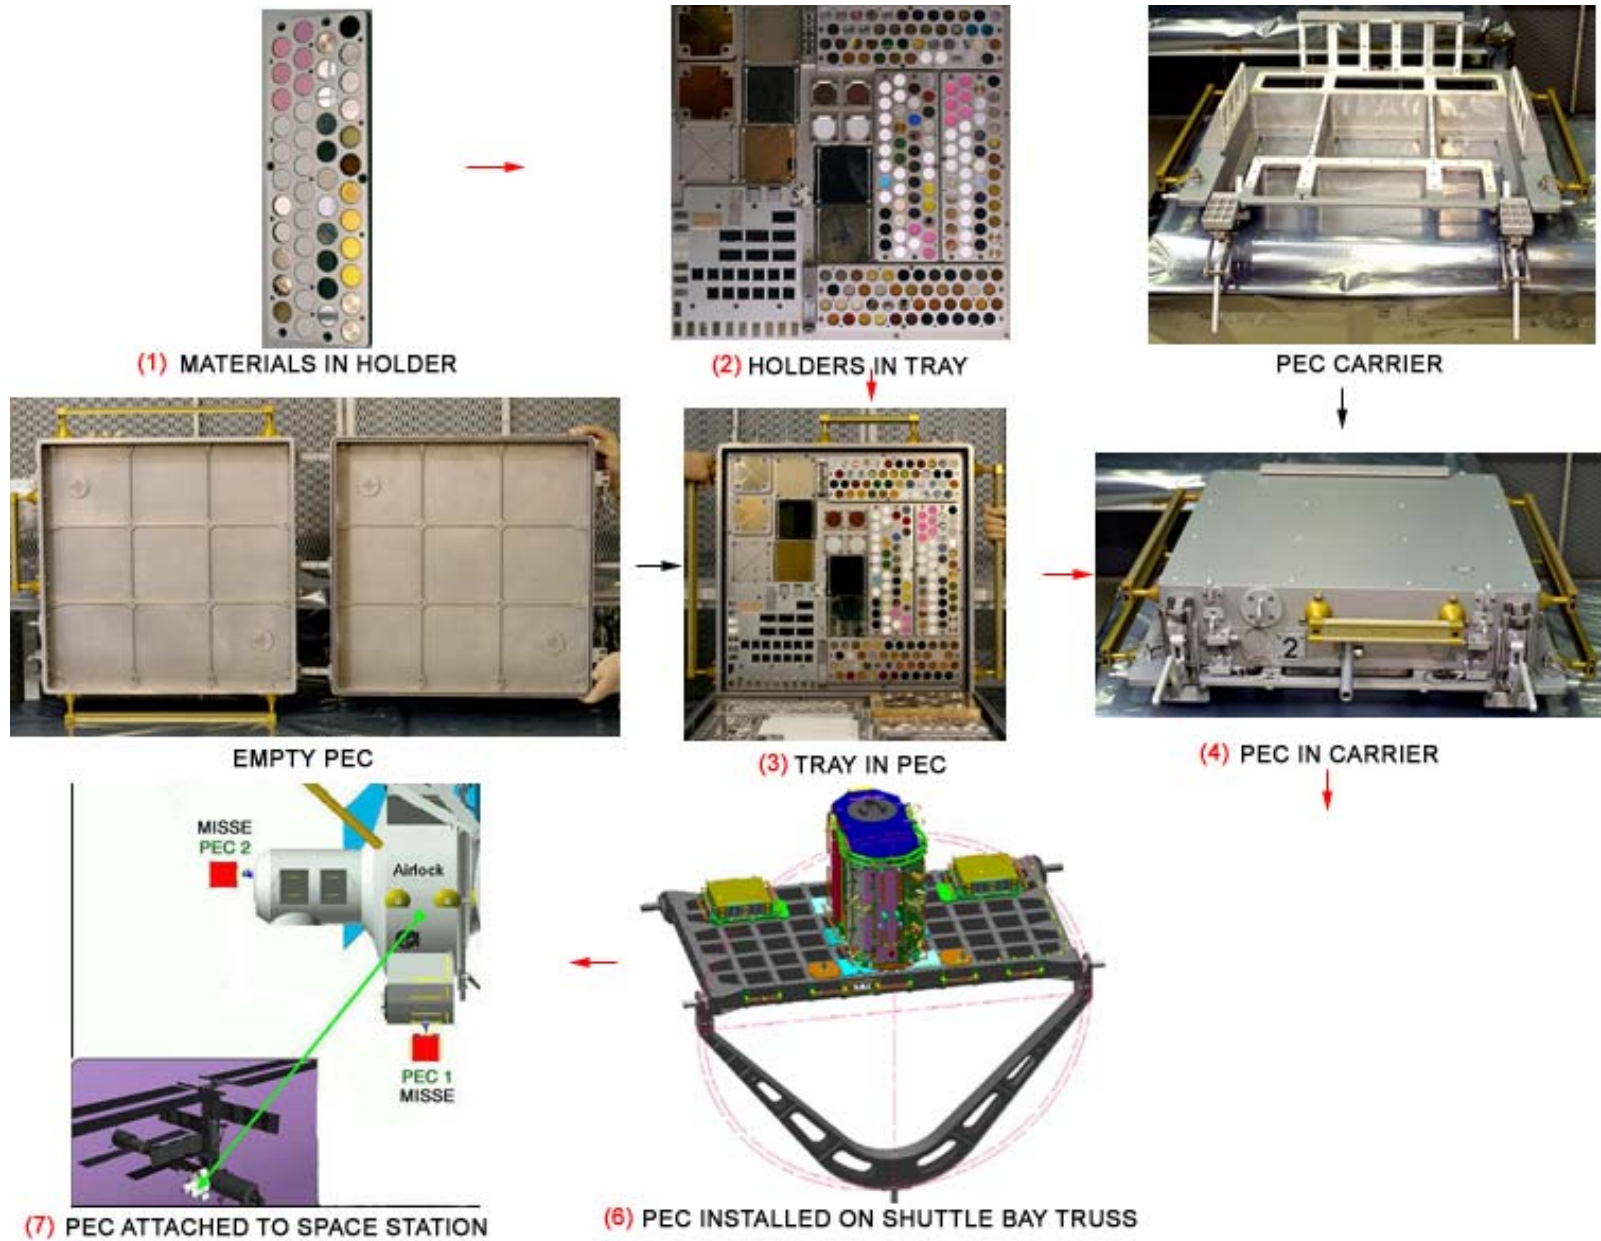 (1) MATERIALS IN HOLDER
(2) HOLDERS IN TRAY
PEC CARRIER
EMPTY PEC
(3) TRAY IN PEC
2
(4) PEC IN CARRIER
MISSE
PEC 2
Airlock
PEC 1
MISSE
(7) PEC ATTACHED TO SPACE STATION
(6) PEC INSTALLED ON SHUTTLE BAY TRUSS